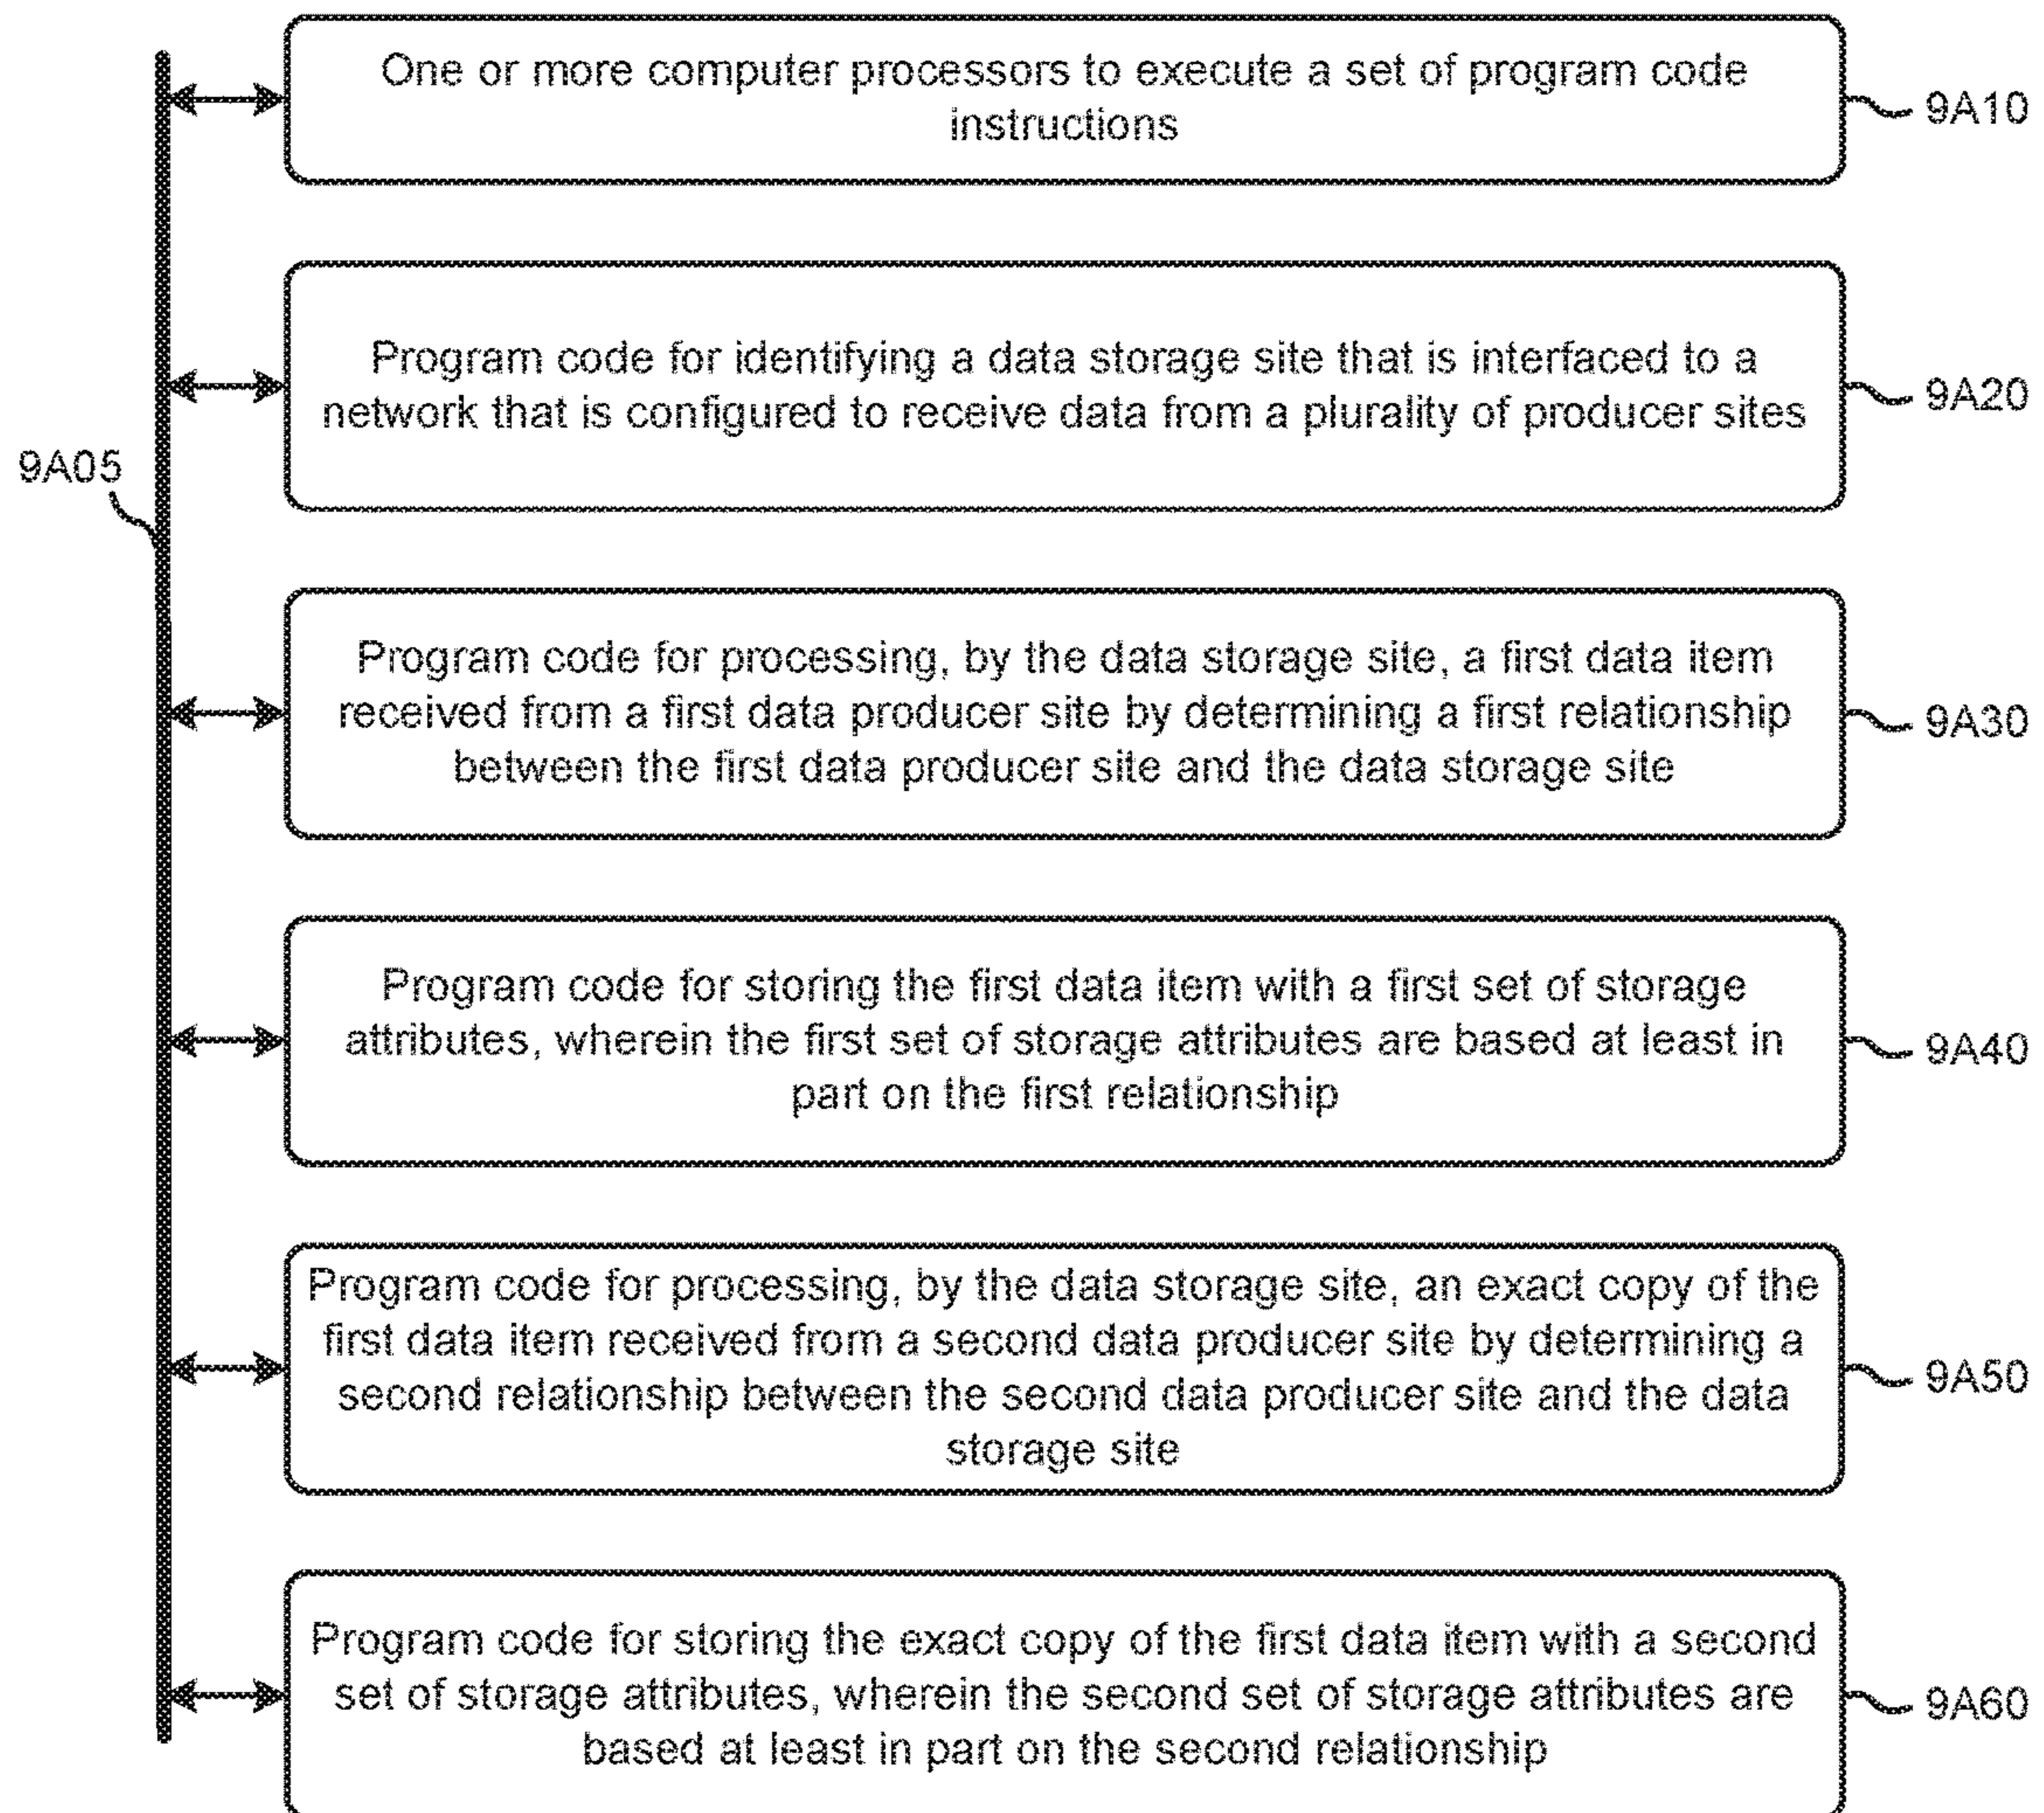 One or more computer processors to execute a set of program code
instructions
9A10
Program code for identifying a data storage site that is interfaced to a
network that is configured to receive data from a plurality of producer sites
9A20
9A05
Program code for processing, by the data storage site, a first data item
received from a first data producer site by determining a first relationship
between the first data producer site and the data storage site
9A30
Program code for storing the first data item with a first set of storage
attributes, wherein the first set of storage attributes are based at least in
part on the first relationship
9A40
Program code for processing, by the data storage site, an exact copy of the
first data item received from a second data producer site by determining a
second relationship between the second data producer site and the data
storage site
9A50
Program code for storing the exact copy of the first data item with a second
set of storage attributes, wherein the second set of storage attributes are
based at least in part on the second relationship
9A60